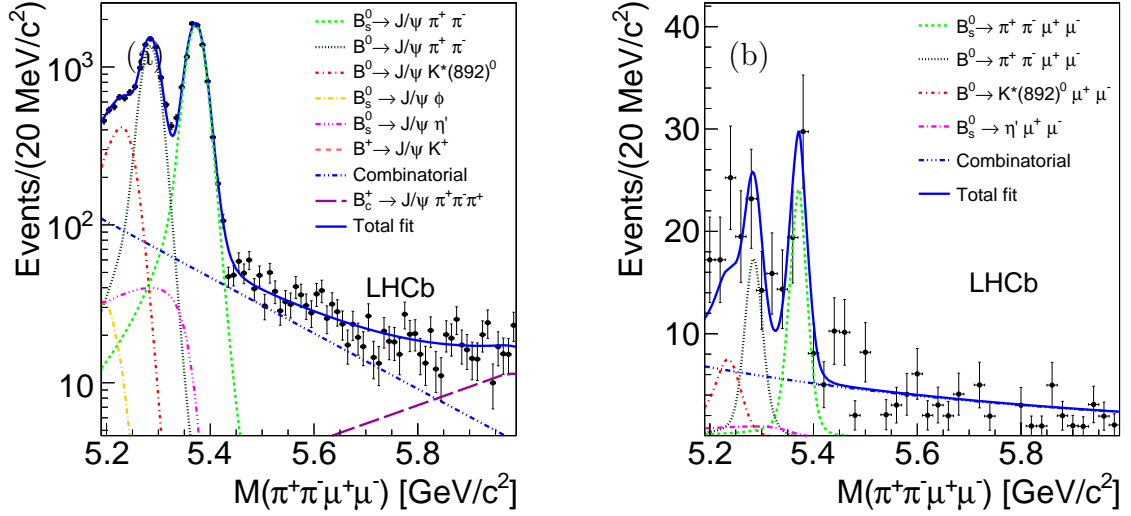 Events/(20 MeV/c²)
10³
10²
10
(a)
B⁰ₛ→ J/ψ π⁺ π⁻
B⁰→ J/ψ π⁺ π⁻
B⁰→ J/ψ K*(892)⁰
B⁰ₛ→ J/ψ ϕ
B⁰ₛ→ J/ψ η'
B⁺→ J/ψ K⁺
Combinatorial
B⁺c → J/ψ π⁺π⁻π⁺
Total fit
LHCb
5.2 5.4 5.6 5.8
M(π⁺π⁻μ⁺μ⁻) [GeV/c²]
Events/(20 MeV/c²)
40
30
20
10
0
(b)
B⁰ₛ→ π⁺ π⁻ μ⁺ μ⁻
B⁰→ π⁺ π⁻ μ⁺ μ⁻
B⁰→ K*(892)⁰ μ⁺ μ⁻
B⁰ₛ → η' μ⁺ μ⁻
Combinatorial
Total fit
LHCb
5.2 5.4 5.6 5.8
M(π⁺π⁻μ⁺μ⁻) [GeV/c²]